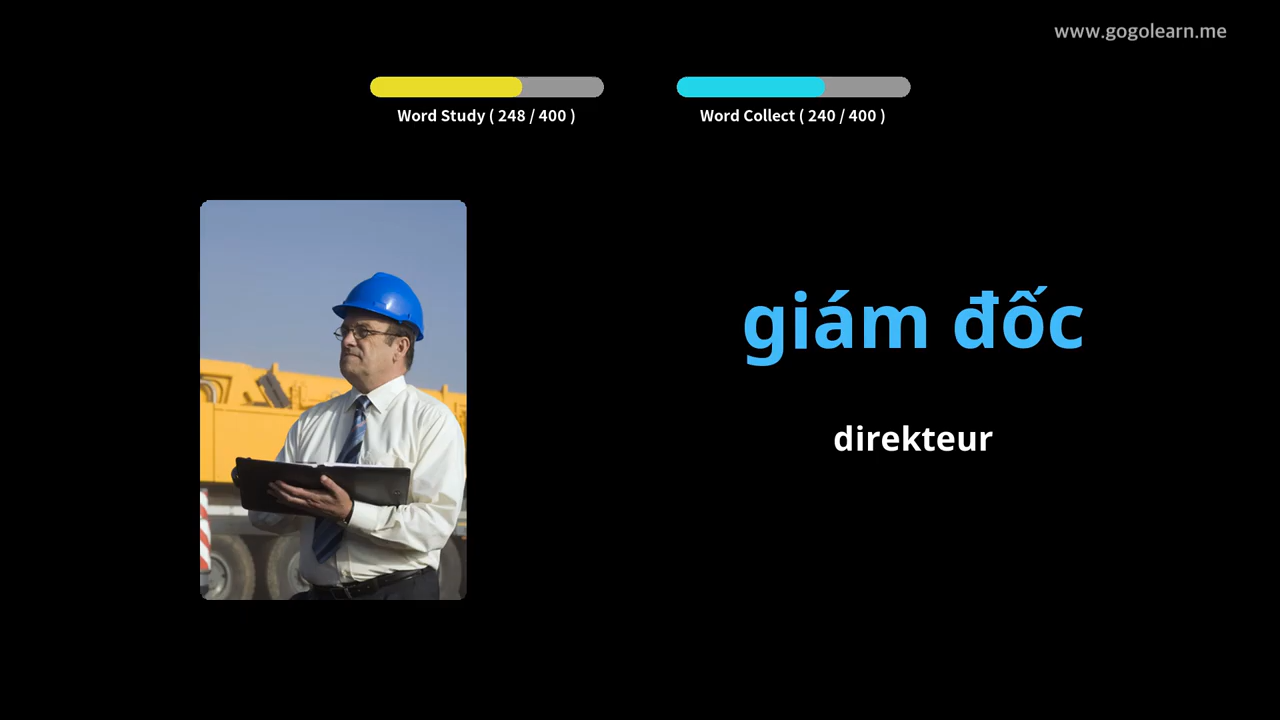 www.gogolearn.me
Word Study ( 248 / 400 )
Word Collect ( 240 / 400 )
giám đốc
direkteur